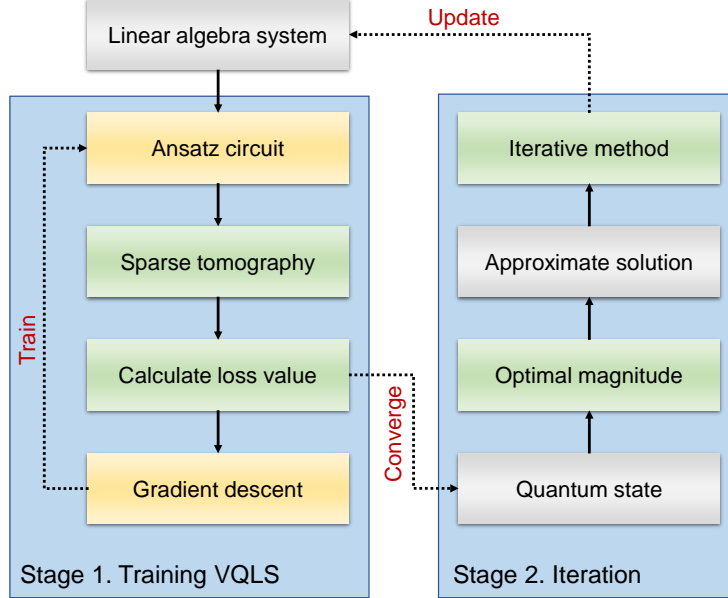 Linear algebra system
Update
Ansatz circuit
Sparse tomography
Calculate loss value
Gradient descent
Train
Stage 1. Training VQLS
Converge
Iterative method
Approximate solution
Optimal magnitude
Quantum state
Stage 2. Iteration